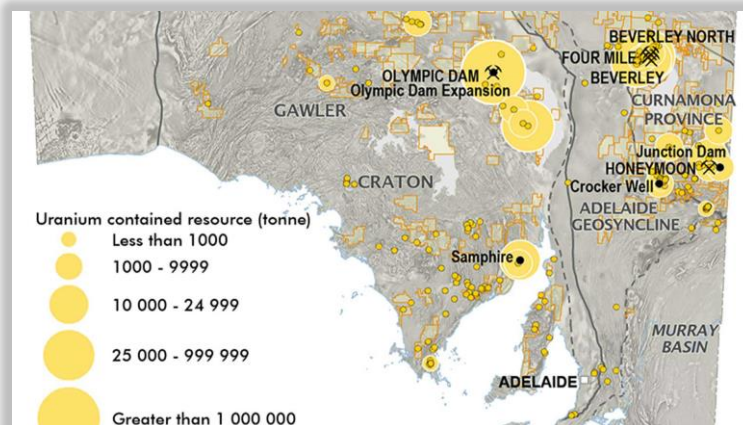 BEVERLEY NORTH
FOUR MILE
BEVERLEY
OLYMPIC DAM
Olympic Dam Expansion
CURNAMONA
PROVINCE
GAWLER
Junction Dam
HONEYMOON
Crocker Well
CRATON
ADELAIDE
GEOSYNCLINE
Uranium contained resource (tonne)
Less than 1000
1000 - 9999
10 000 - 24 999
25 000 - 999 999
Greater than 1 000 000
Samphire
MURRAY
BASIN
ADELAIDE